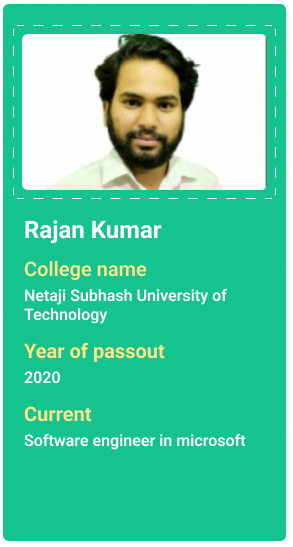 Rajan Kumar
College name
Netaji Subhash University of
Technology
Year of passout
2020
Current
Software engineer in microsoft